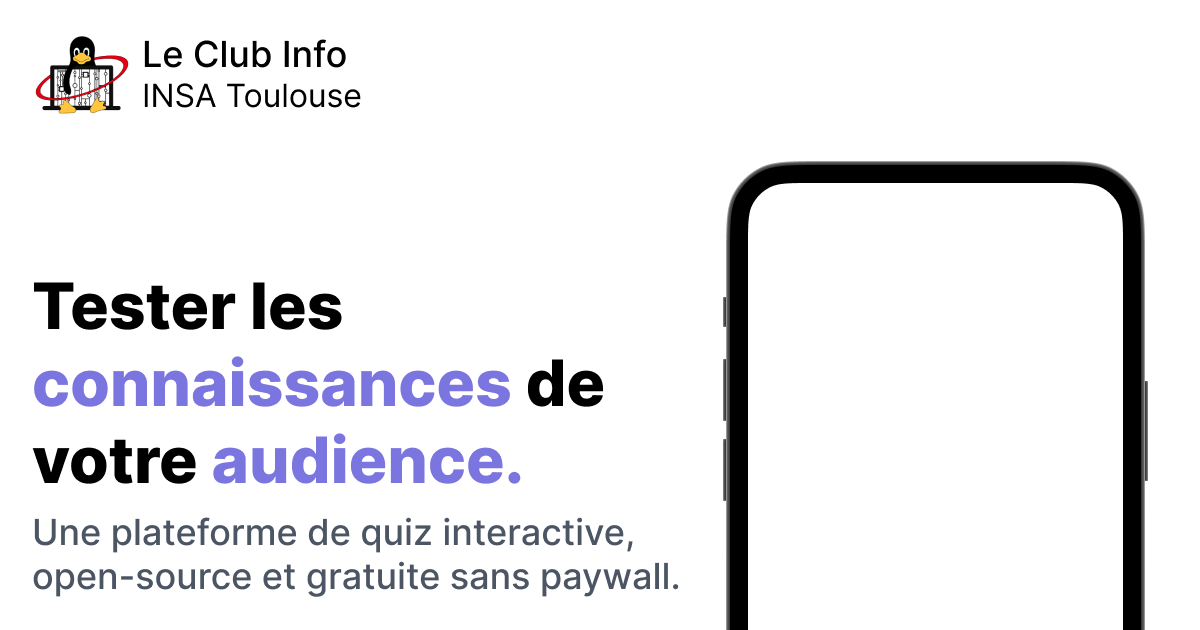 Le Club Info
INSA Toulouse
Tester les
connaissances de
votre audience.
Une plateforme de quiz interactive,
open-source et gratuite sans paywall.